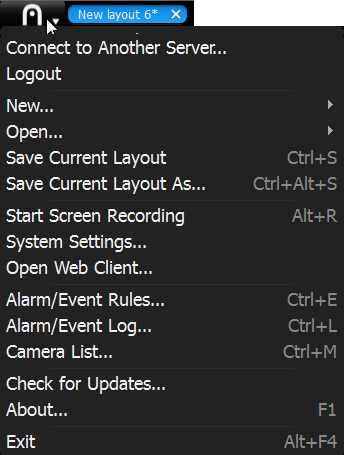 New layout 6*
Connect to Another Server...
Logout
New...
Open...
Save Current Layout Ctrl+S
Save Current Layout As... Ctrl+Alt+S
Start Screen Recording Alt+R
System Settings...
Open Web Client...
Alarm/Event Rules... Ctrl+E
Alarm/Event Log... Ctrl+L
Camera List... Ctrl+M
Check for Updates...
About... F1
Exit Alt+F4